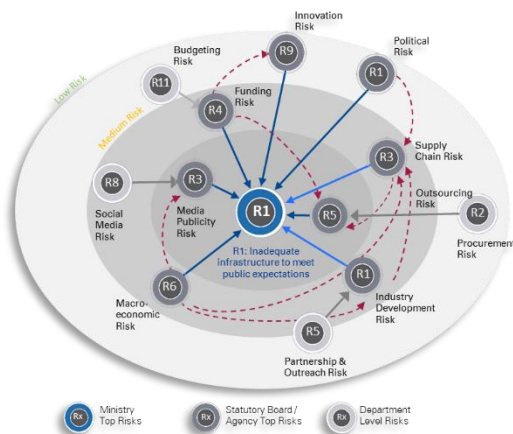 Innovation
Risk
R9
Political
Risk
R1
Budgeting
Risk
R11
Low Risk
Medium Risk
Funding
Risk
R4
Supply
Chain Risk
R3
R8
Social
Media
Risk
R3
Media
Publicity
Risk
R1
R5
Outsourcing
Risk
R2
Procurement
Risk
R1: Inadequate
infrastructure to meet
public expectations
R6
Macro-
economic
Risk
R1
Industry
Development
Risk
R5
Partnership &
Outreach Risk
Rx
Ministry
Top Risks
Rx
Statutory Board /
Agency Top Risks
Rx
Department
Level Risks